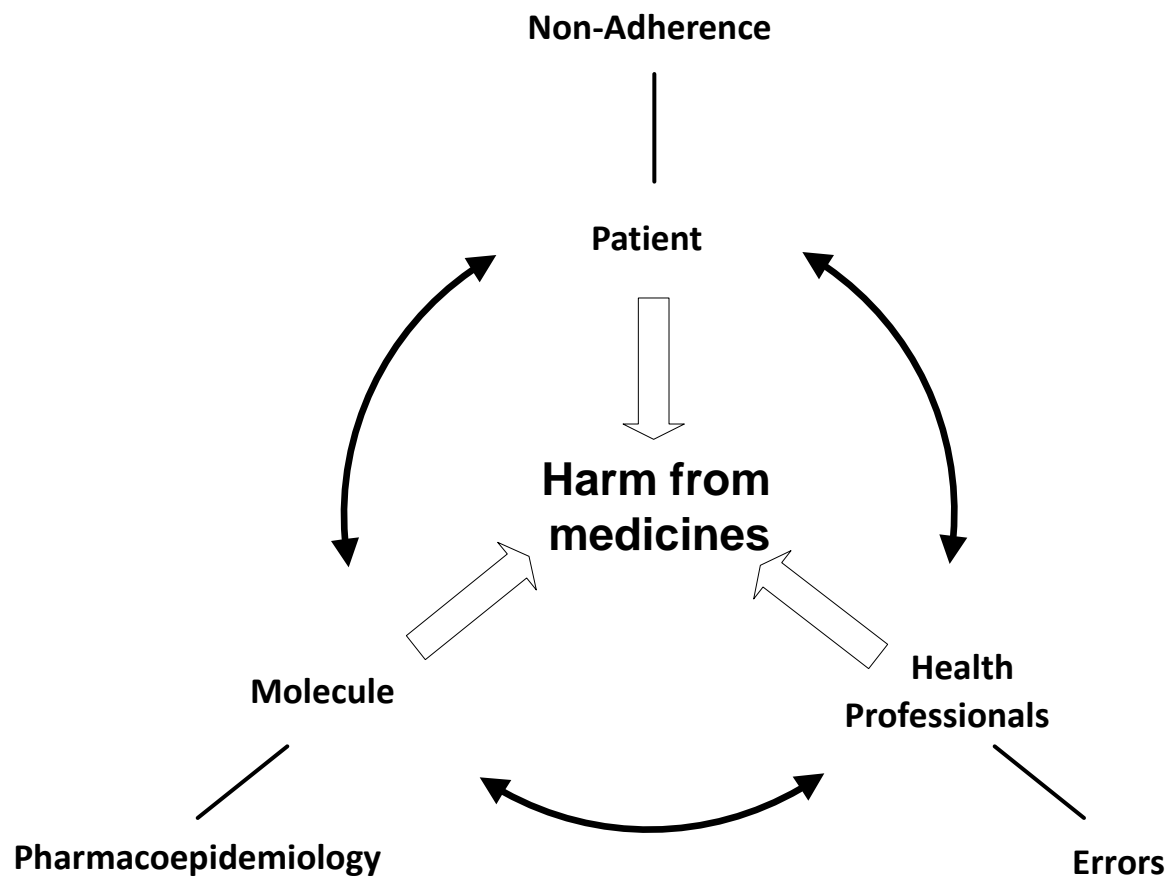 Non-Adherence
Patient
Harm from
medicines
Molecule
Health
Professionals
Pharmacoepidemiology
Errors